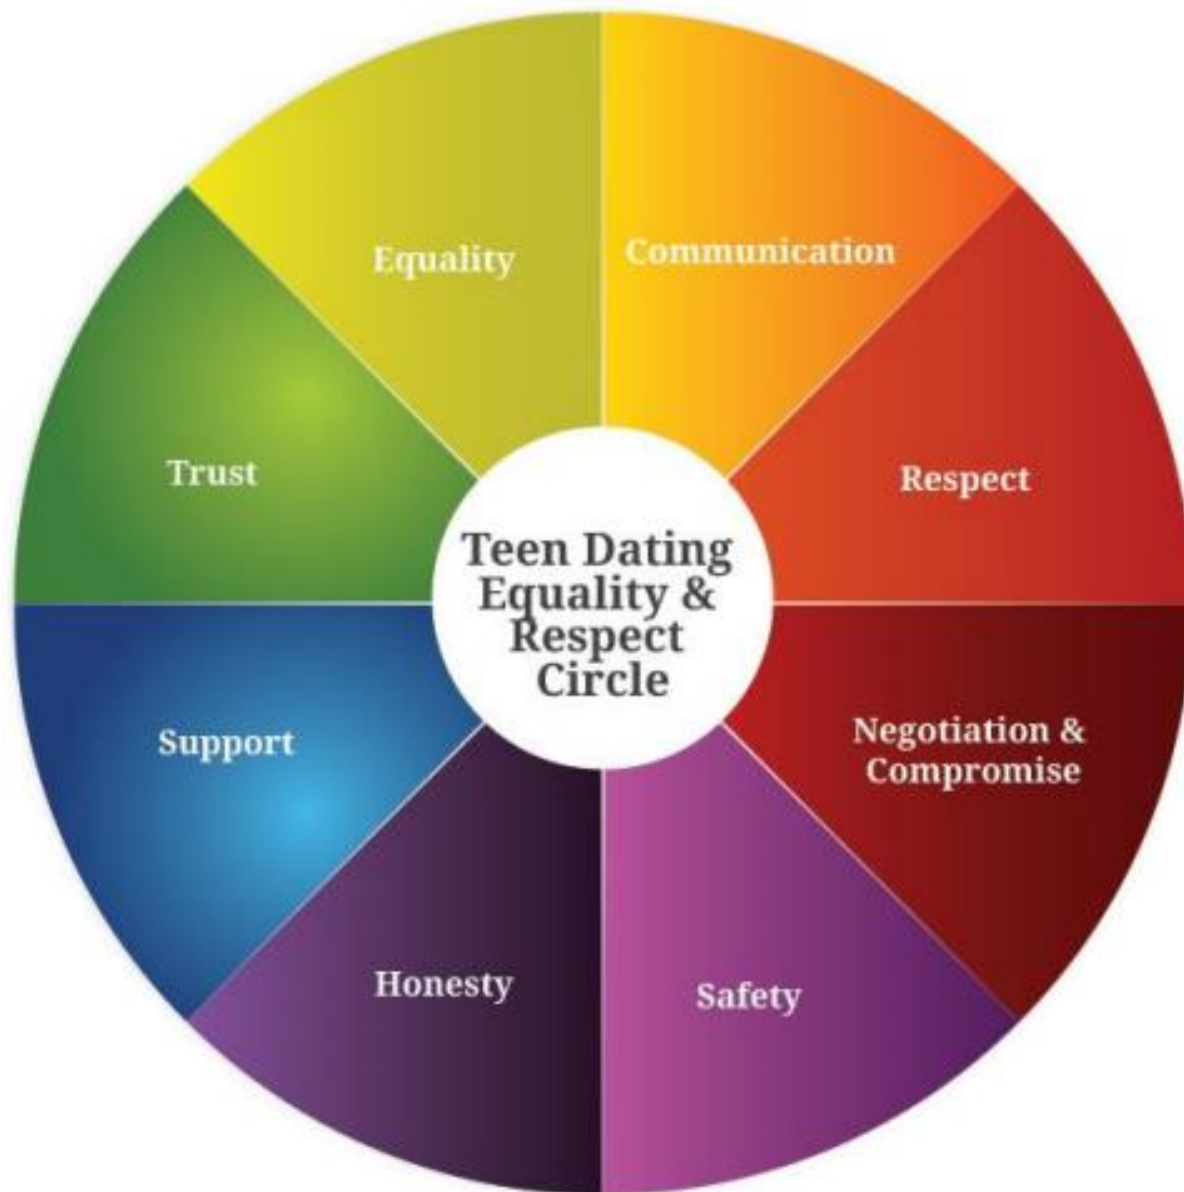 Equality
Communication
Trust
Respect
Teen Dating
Equality &
Respect
Circle
Support
Negotiation &
Compromise
Honesty
Safety